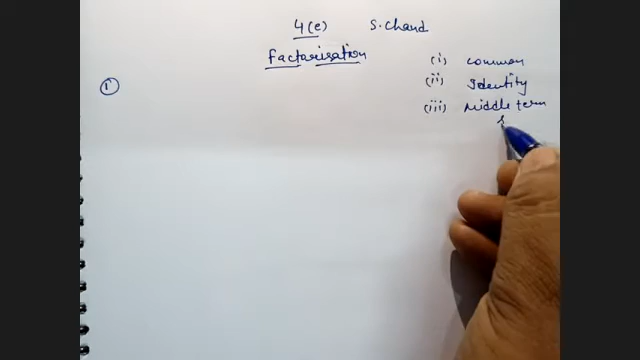 4(e) S.Chand
Factorisation
(i) common
(ii) Identity
(iii) Middle term
s
(1)